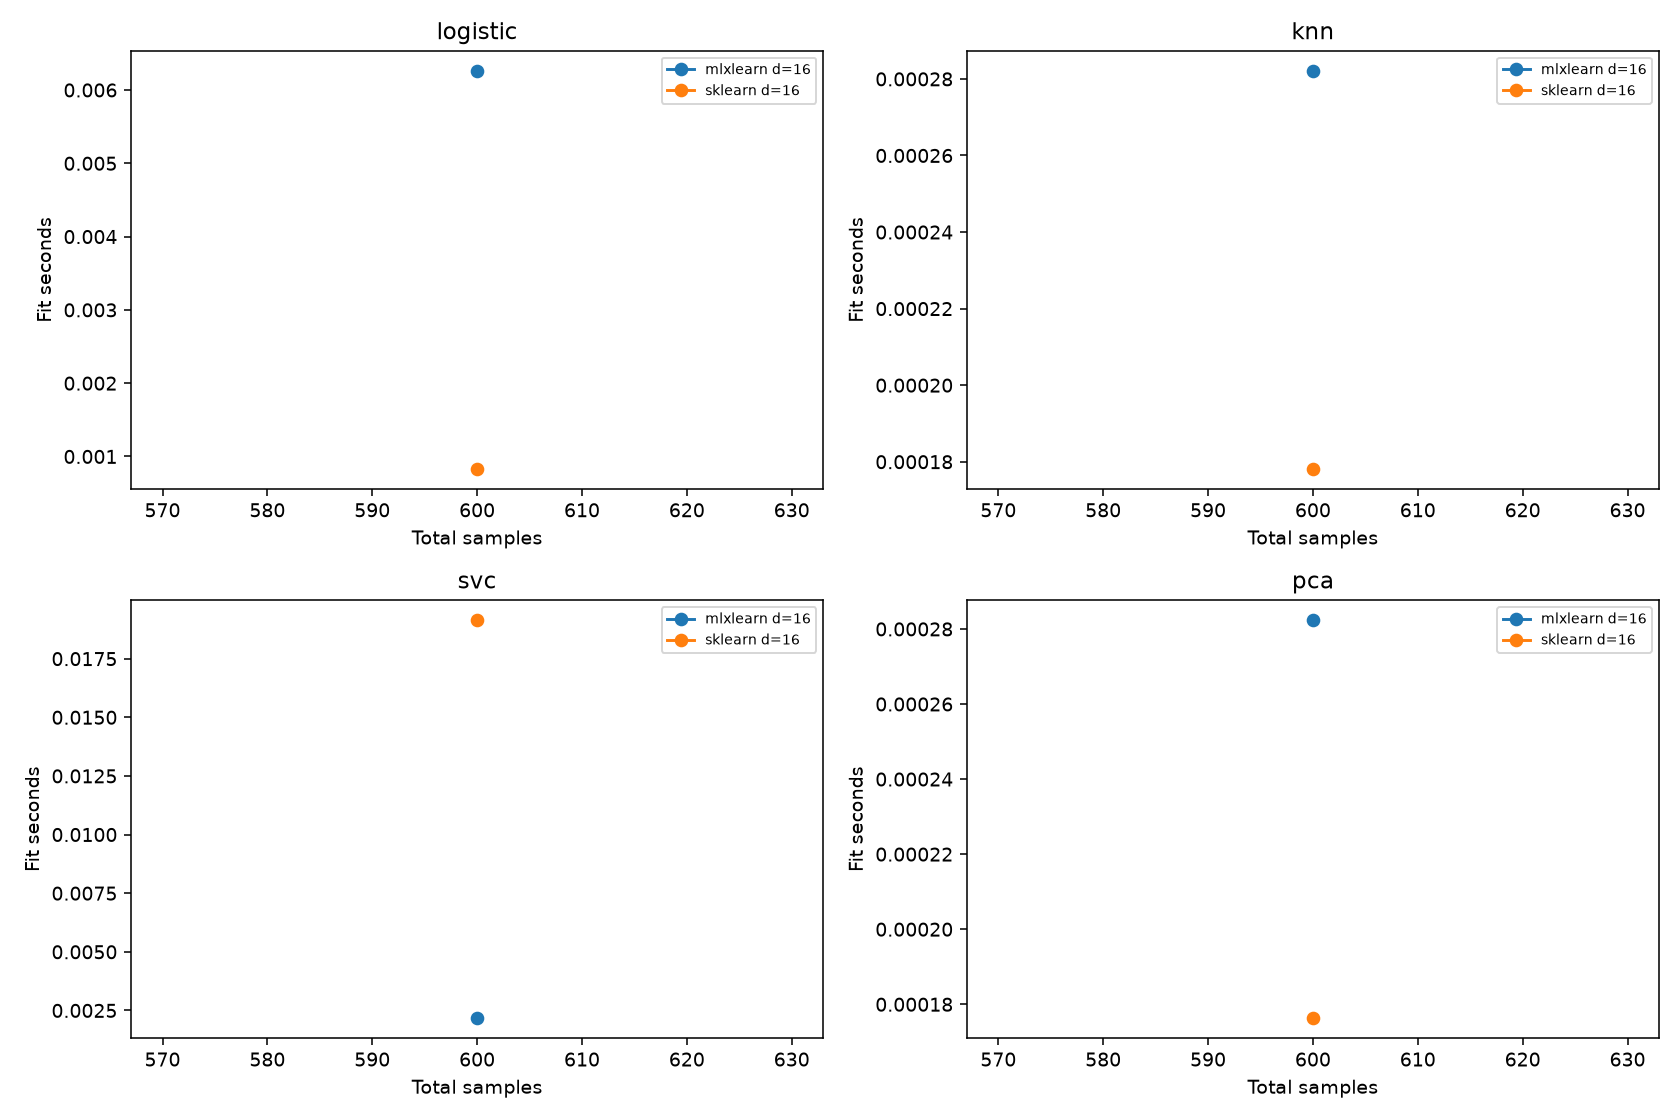 logistic
mlxlearn d=16
sklearn d=16
0.006
0.005
0.004
0.003
0.002
0.001
Fit seconds
570 580 590 600 610 620 630
Total samples
knn
mlxlearn d=16
sklearn d=16
0.00028
0.00026
0.00024
0.00022
0.00020
0.00018
Fit seconds
570 580 590 600 610 620 630
Total samples
svc
mlxlearn d=16
sklearn d=16
0.0175
0.0150
0.0125
0.0100
0.0075
0.0050
0.0025
Fit seconds
570 580 590 600 610 620 630
Total samples
pca
mlxlearn d=16
sklearn d=16
0.00028
0.00026
0.00024
0.00022
0.00020
0.00018
Fit seconds
570 580 590 600 610 620 630
Total samples